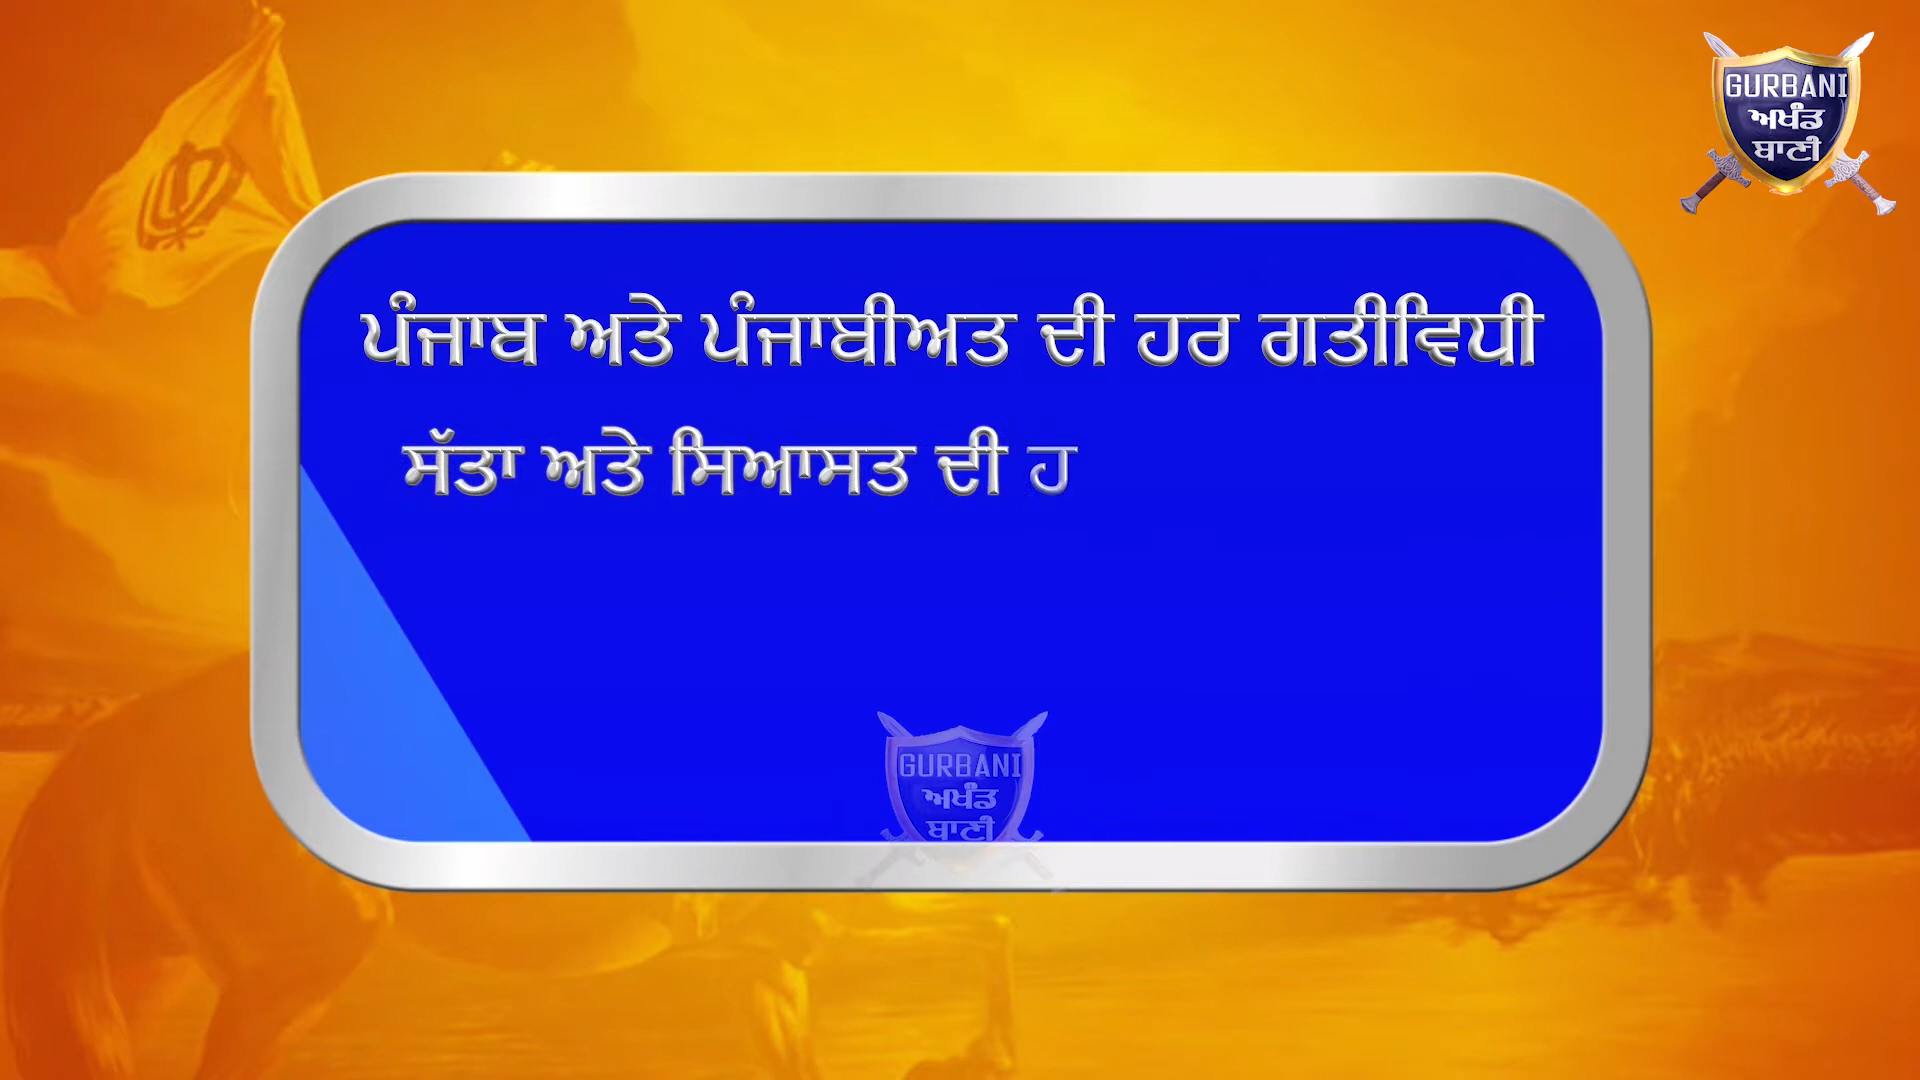 GURBANI
ਅਖੰਡ
ਬਾਣੀ
ਪੰਜਾਬ ਅਤੇ ਪੰਜਾਬੀਅਤ ਦੀ ਹਰ ਗਤੀਵਿਧੀ
ਸੱਤਾ ਅਤੇ ਸਿਆਸਤ ਦੀ ਹ
GURBANI
ਅਖੰਡ
ਬਾਣੀ